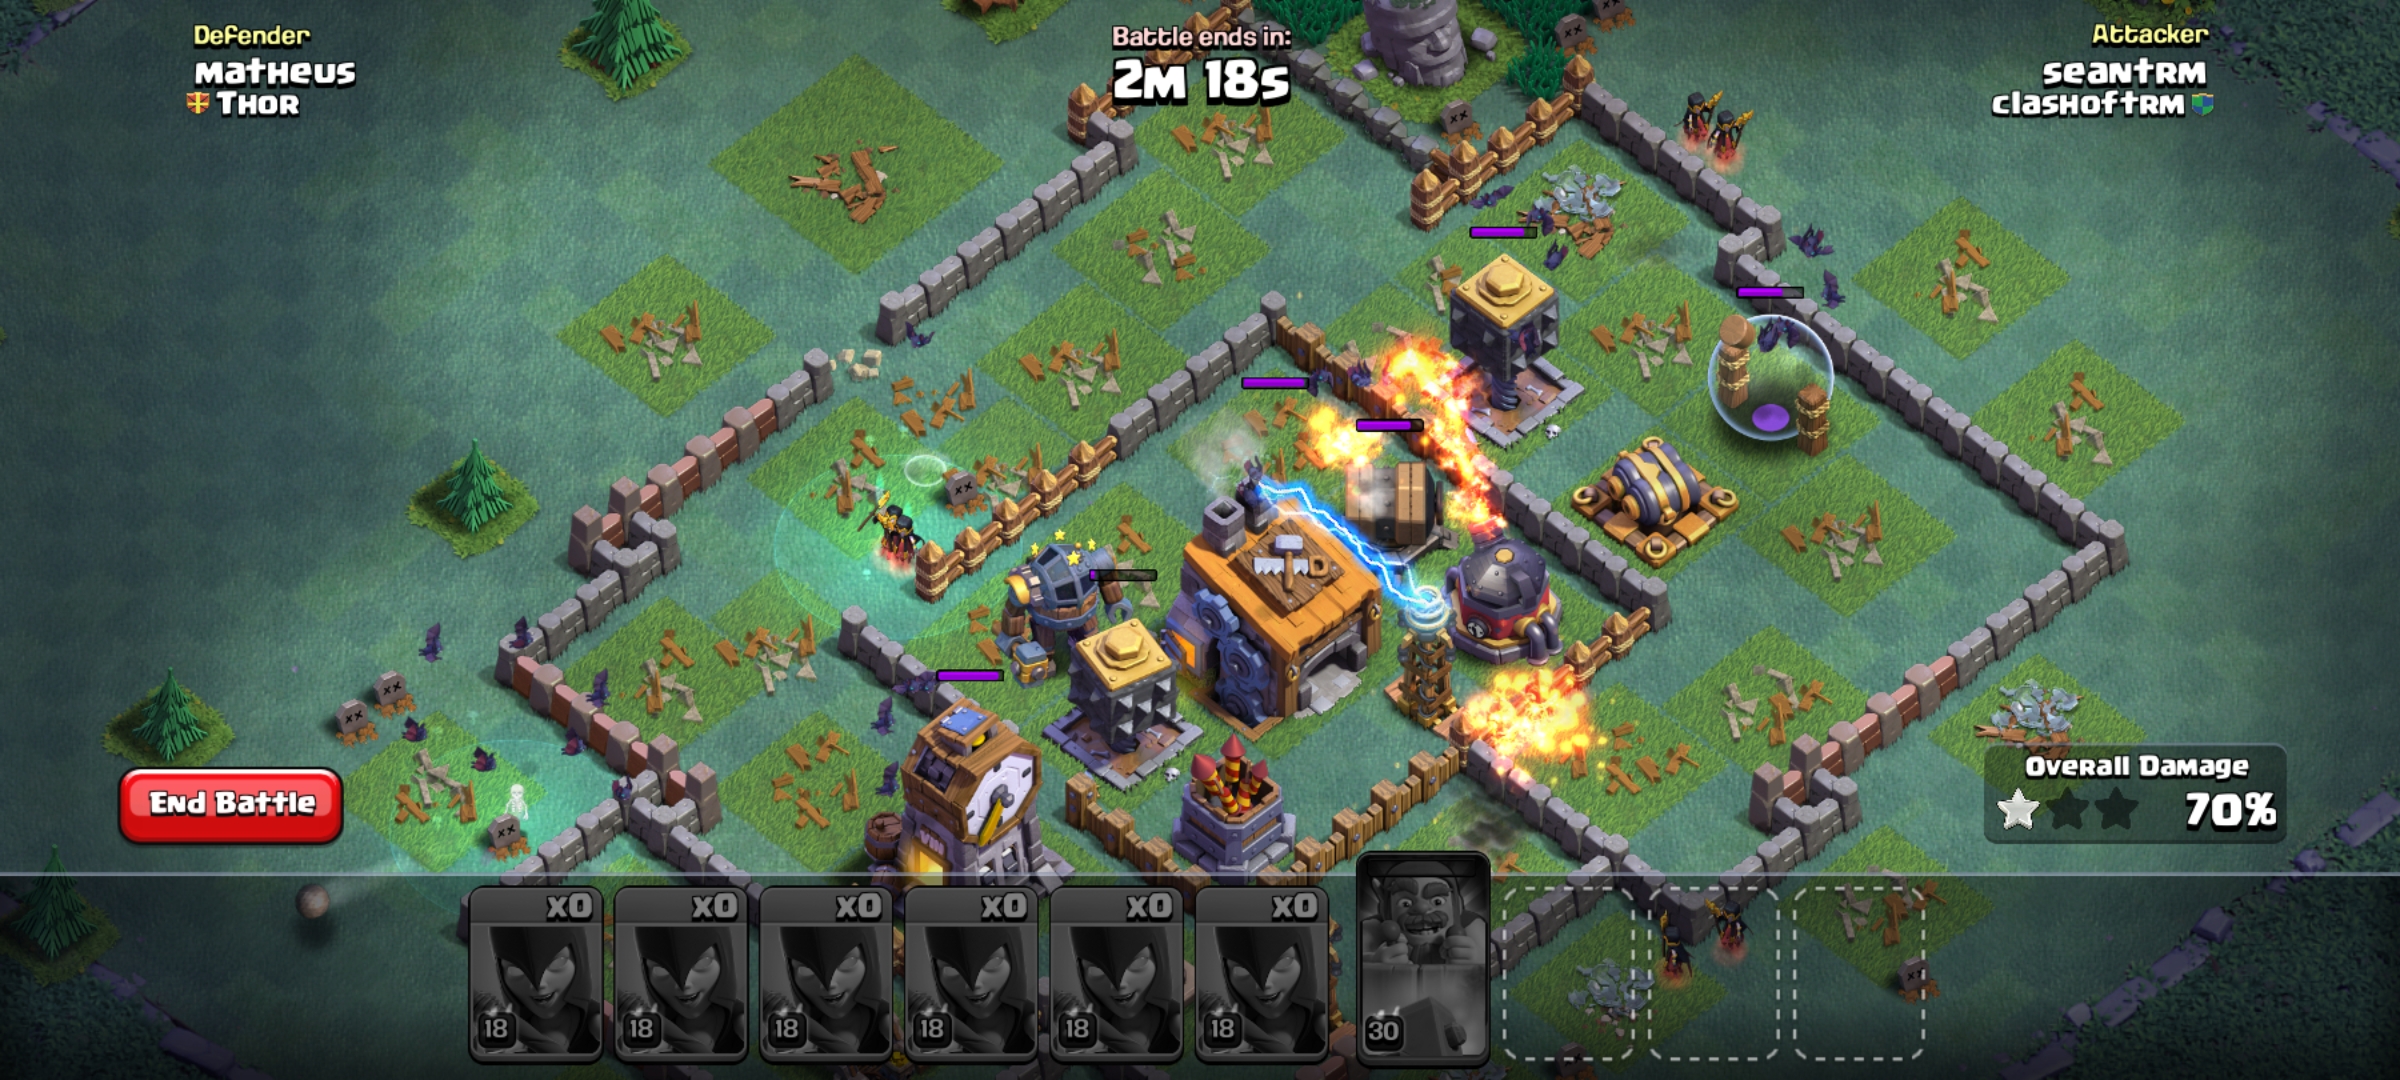 Defender
Matheus
Thor
Battle ends in:
2M 18s
Attacker
seantRM
clashoftRM
End Battle
Overall Damage
70%
x0
x0
x0
x0
x0
x0
18
18
18
18
18
18
30